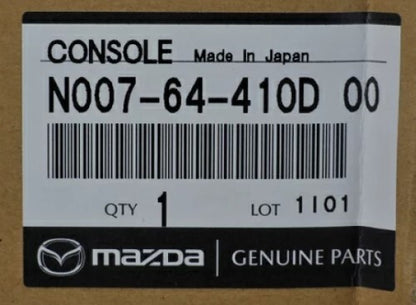 CONSOLE Made In Japan
N007-64-410D 00
QTY 1 LOT 1101
mazda GENUINE PARTS